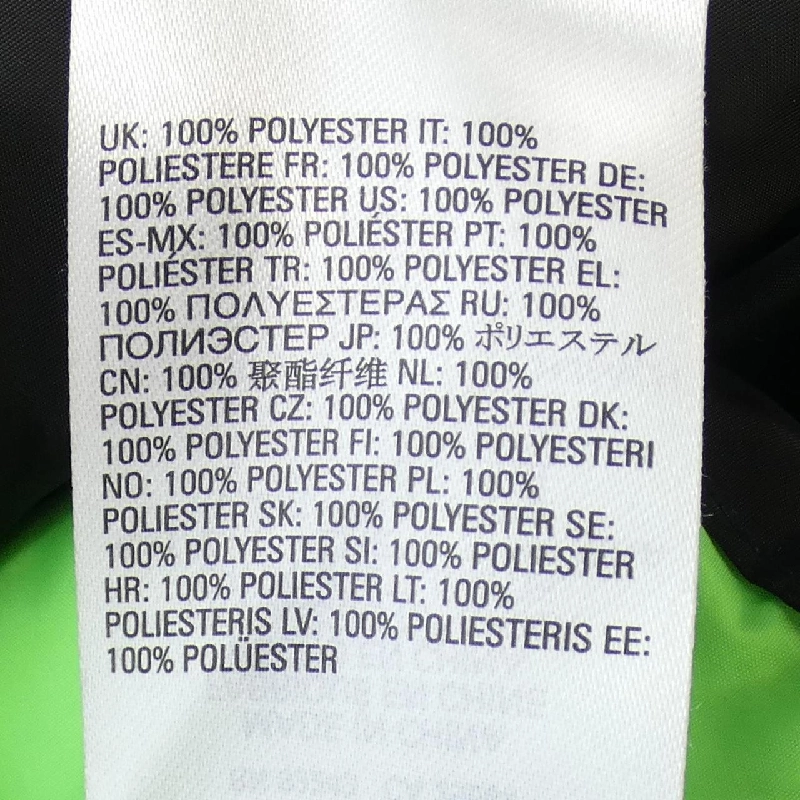 UK: 100% POLYESTER IT: 100%
POLIESTERE FR: 100% POLYESTER DE:
100% POLYESTER US: 100% POLYESTER
ES-MX: 100% POLIÉSTER PT: 100%
POLIÉSTER TR: 100% POLYESTER EL:
100% ΠΟΛΥΕΣΤΕΡΑΣ RU: 100%
ПОЛИЭСТЕР JP: 100% ポリエステル
CN: 100% 聚酯纤维 NL: 100%
POLYESTER CZ: 100% POLYESTER DK:
100% POLYESTER FI: 100% POLYESTERI
NO: 100% POLYESTER PL: 100%
POLIESTER SK: 100% POLYESTER SE:
100% POLYESTER SI: 100% POLIESTER
HR: 100% POLIESTER LT: 100%
POLIESTERIS LV: 100% POLIESTERIS EE:
100% POLÜESTER